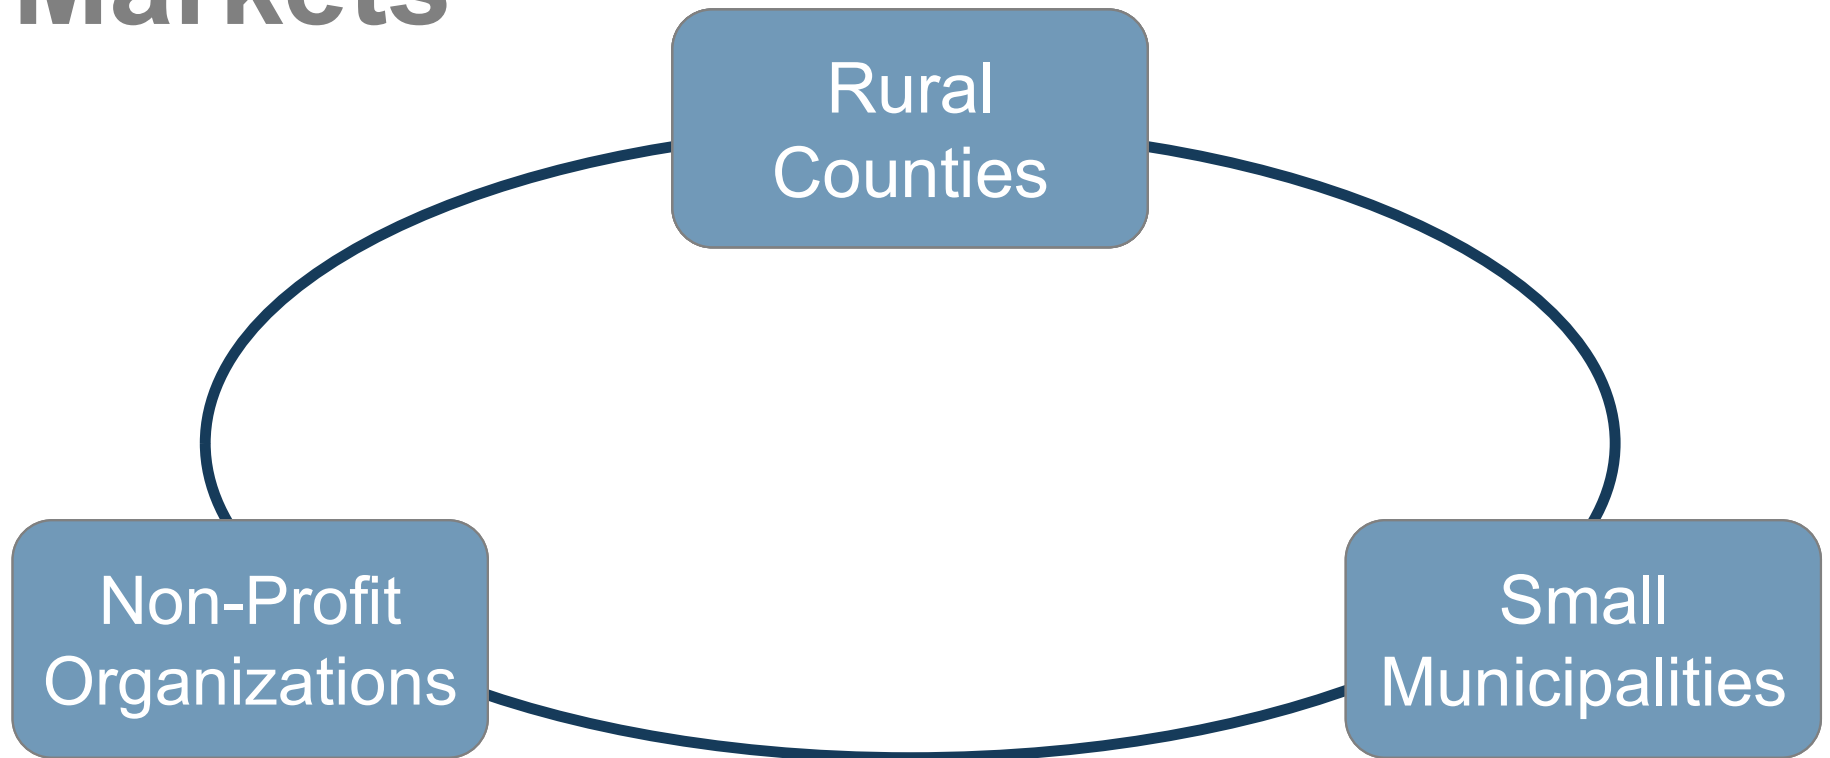 Markets
Rural
Counties
Non-Profit
Organizations
Small
Municipalities